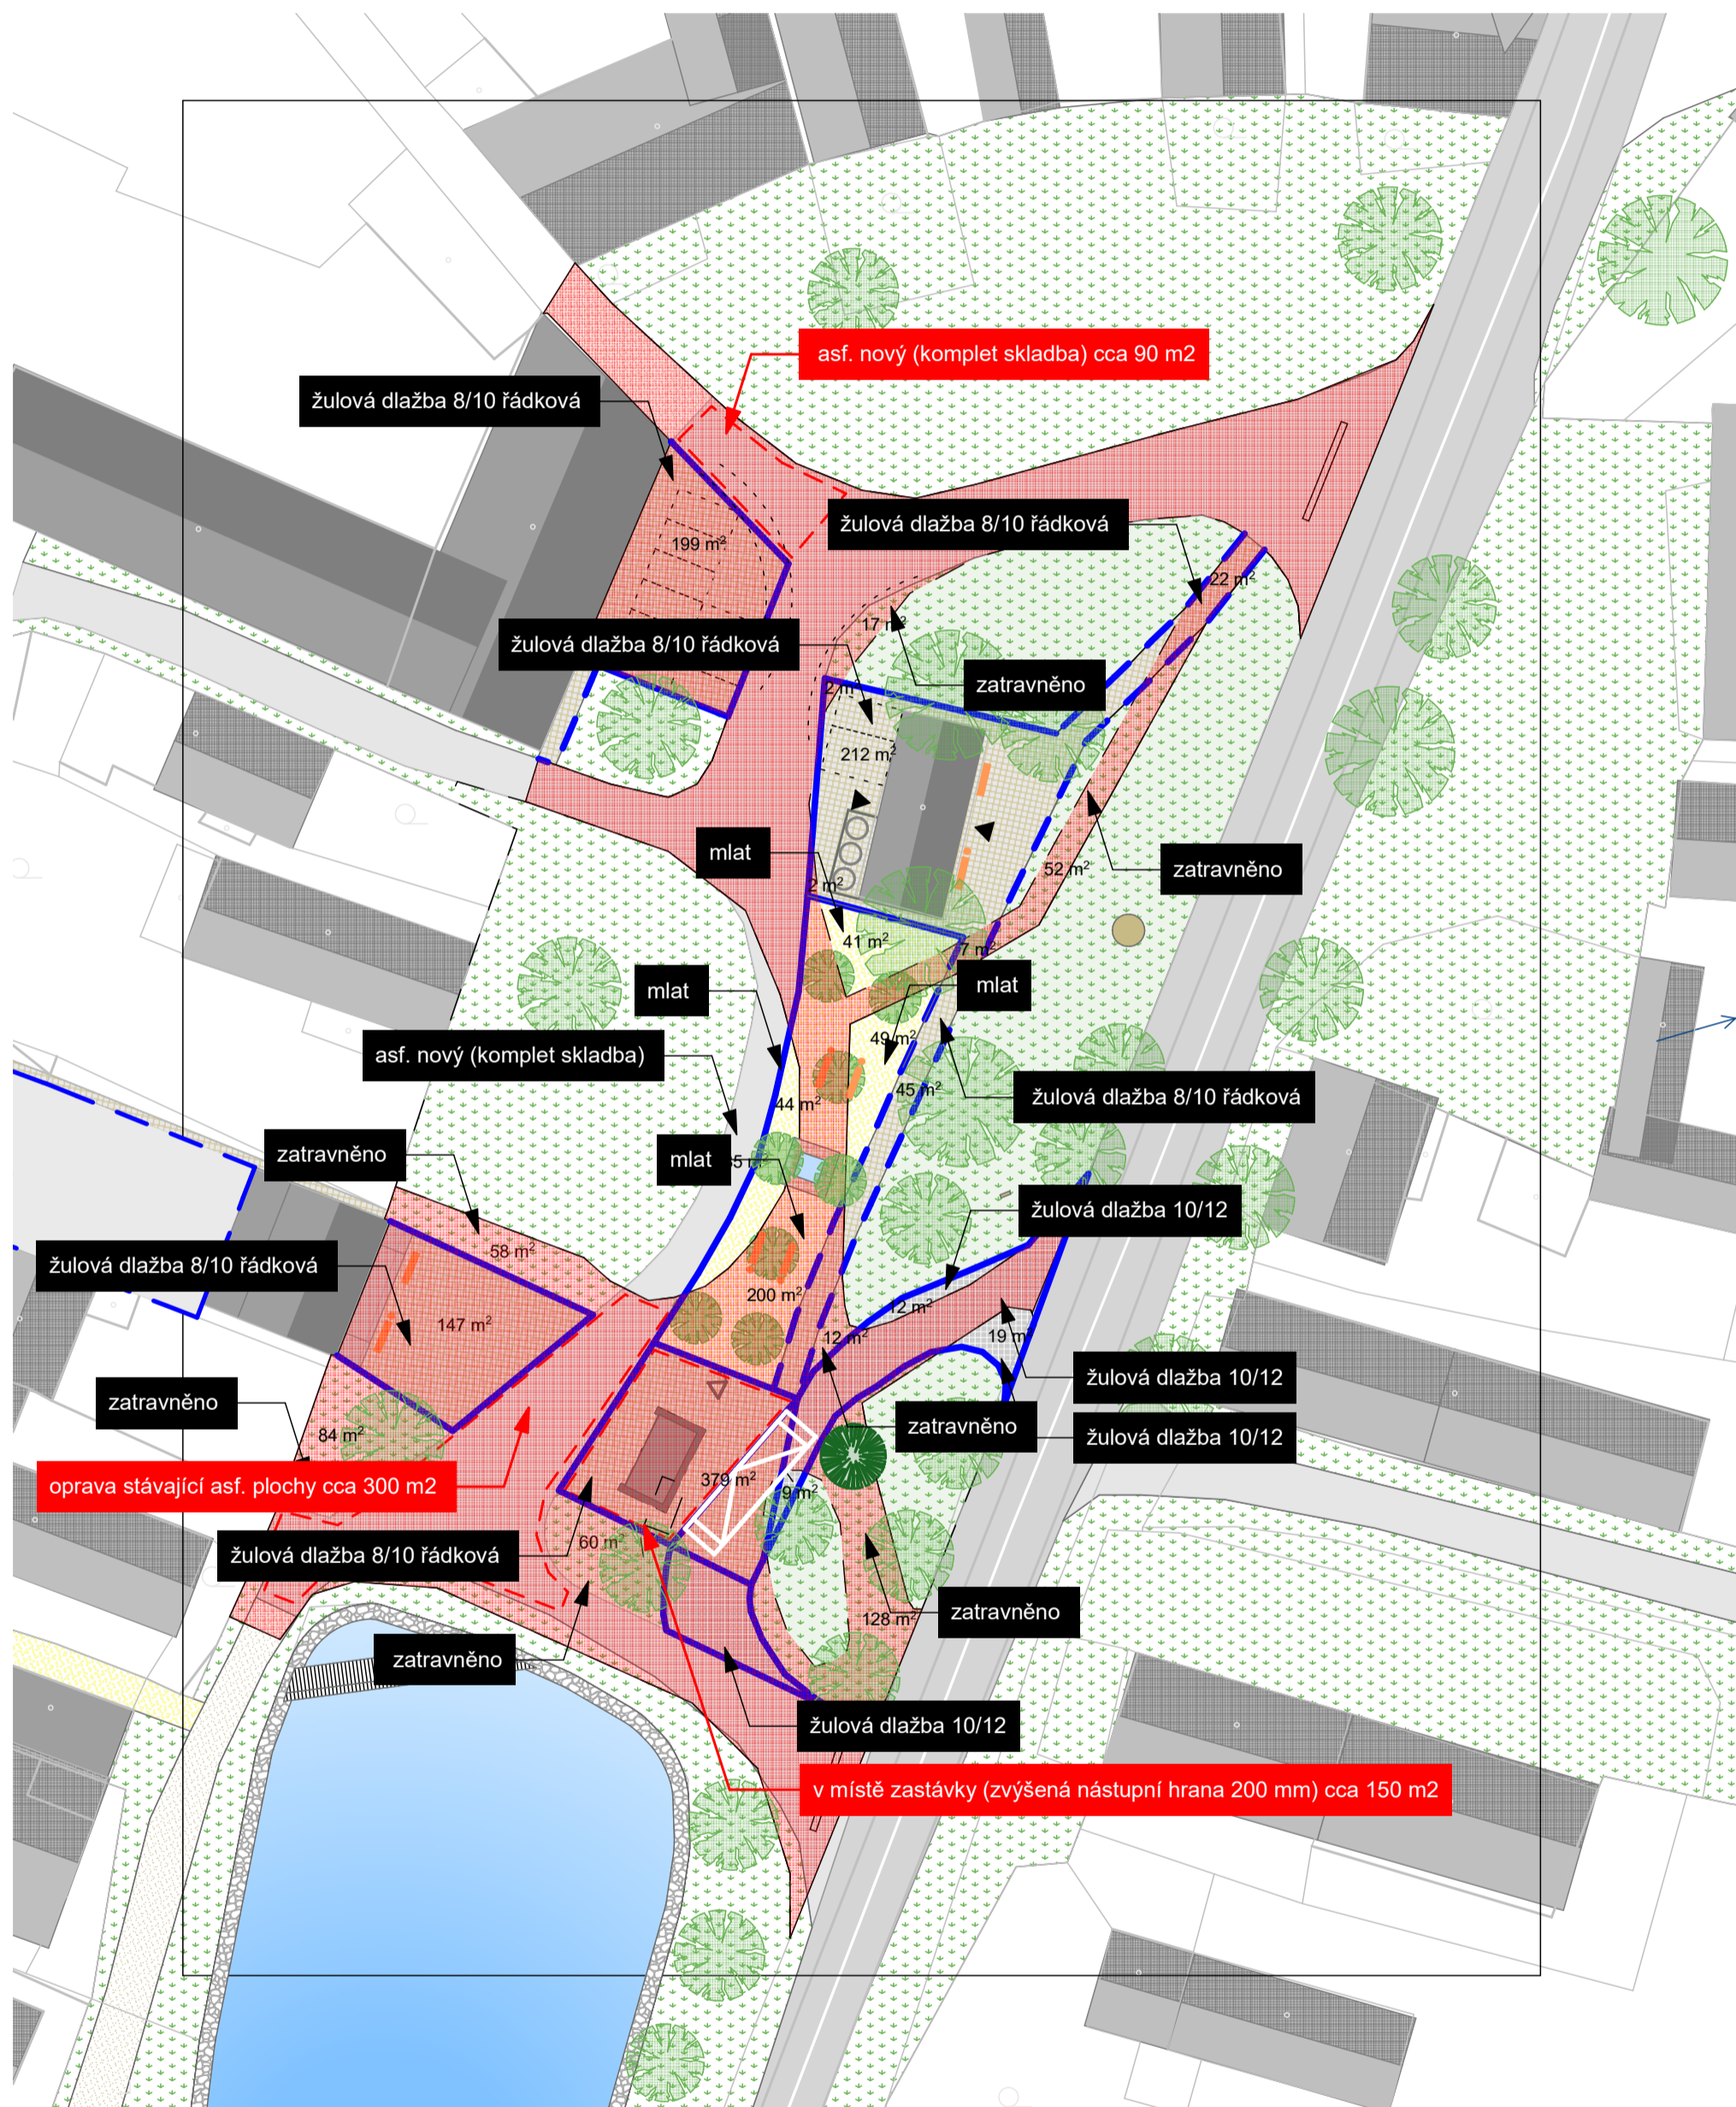 asf. nový (komplet skladba) cca 90 m2
žulová dlažba 8/10 řádková
žulová dlažba 8/10 řádková
199 m²
22 m²
17 m²
žulová dlažba 8/10 řádková
zatravněno
2 m²
212 m²
mlat
zatravněno
52 m²
2 m²
41 m²
7 m²
mlat
mlat
49 m²
asf. nový (komplet skladba)
45 m²
žulová dlažba 8/10 řádková
44 m²
zatravněno
mlat
žulová dlažba 10/12
58 m²
žulová dlažba 8/10 řádková
200 m²
12 m²
147 m²
12 m²
19 m²
žulová dlažba 10/12
zatravněno
zatravněno
84 m²
žulová dlažba 10/12
oprava stávající asf. plochy cca 300 m2
379 m²
9 m²
žulová dlažba 8/10 řádková
60 m²
zatravněno
128 m²
zatravněno
žulová dlažba 10/12
v místě zastávky (zvýšená nástupní hrana 200 mm) cca 150 m2